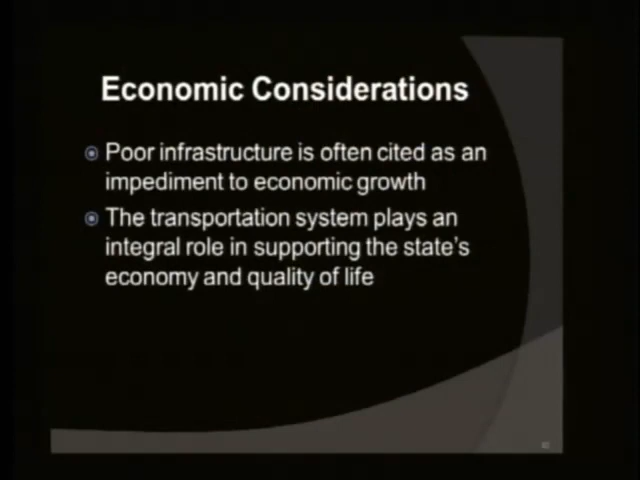 Economic Considerations
Poor infrastructure is often cited as an
impediment to economic growth
The transportation system plays an
integral role in supporting the state's
economy and quality of life